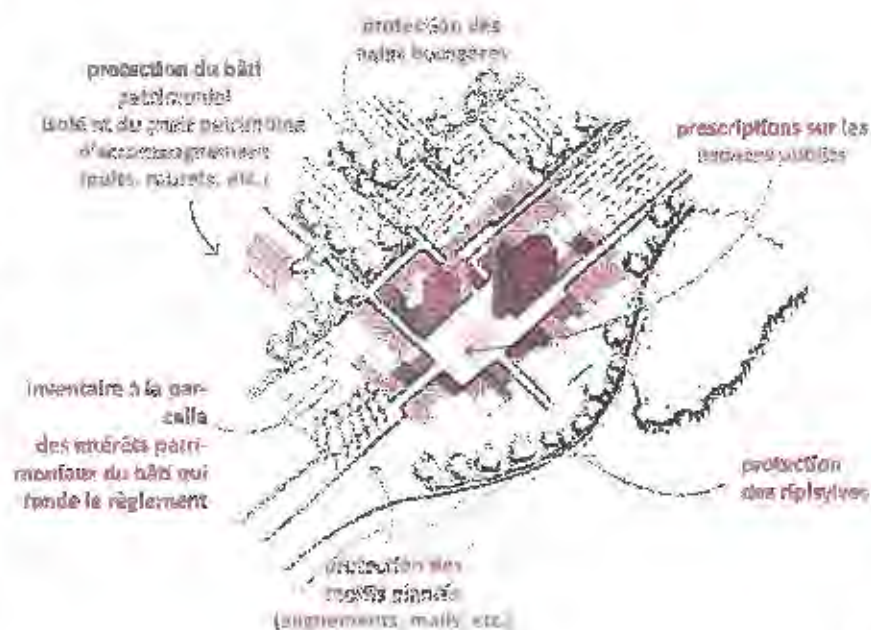 protection des
haies bocagères
protection du bâti
patrimonial
isolé et du petit patrimoine
d'accompagnement
(puits, murets, etc.)
prescriptions sur les
espaces publics
inventaire à la par-
celle
des intérêts patri-
moniaux du bâti qui
fonde le règlement
protection
des ripisylves
protection des
motifs plantés
(alignements, mails, etc.)